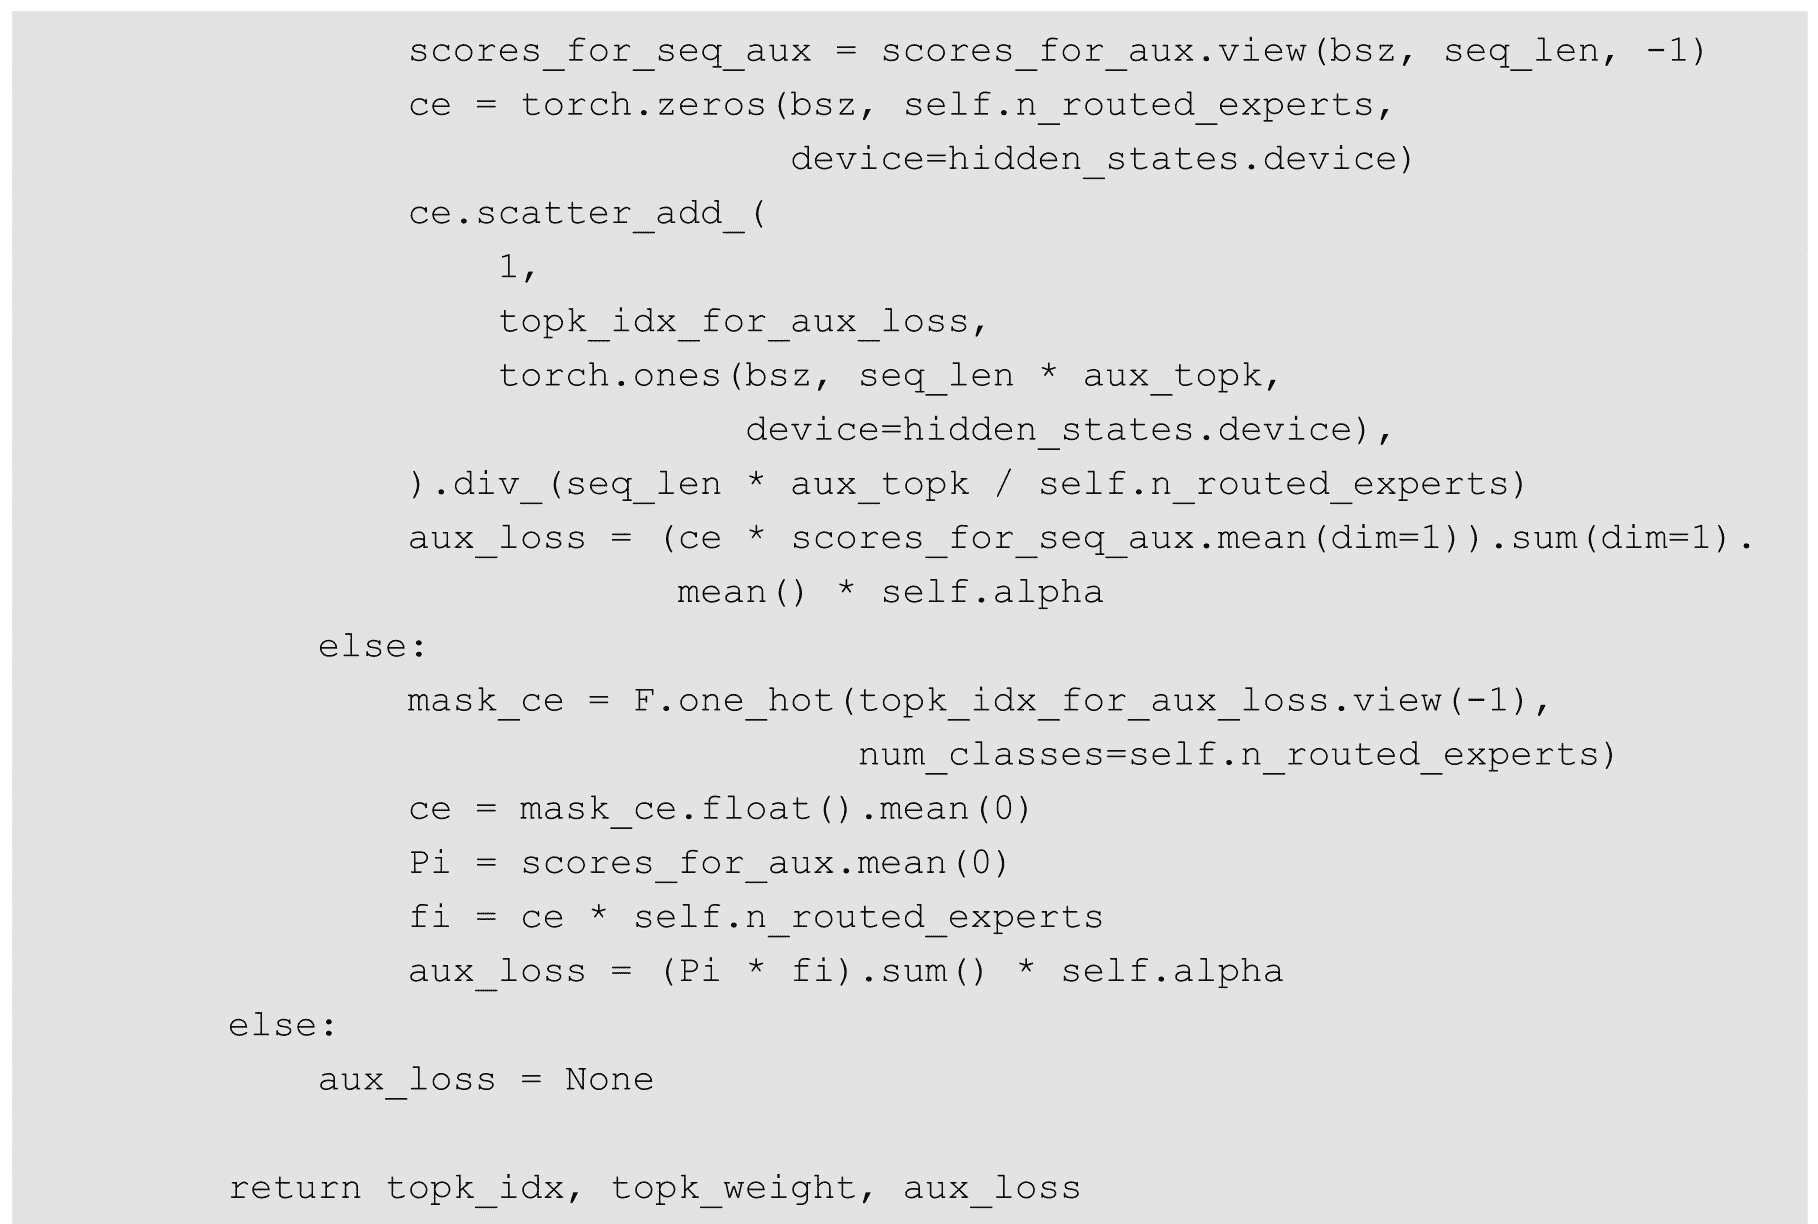 scores_for_seq_aux = scores_for_aux.view(bsz, seq_len, -1)
ce = torch.zeros(bsz, self.n_routed_experts,
device=hidden_states.device)
ce.scatter_add_(
1,
topk_idx_for_aux_loss,
torch.ones(bsz, seq_len * aux_topk,
device=hidden_states.device),
).div_(seq_len * aux_topk / self.n_routed_experts)
aux_loss = (ce * scores_for_seq_aux.mean(dim=1)).sum(dim=1).
mean() * self.alpha
else:
mask_ce = F.one_hot(topk_idx_for_aux_loss.view(-1),
num_classes=self.n_routed_experts)
ce = mask_ce.float().mean(0)
Pi = scores_for_aux.mean(0)
fi = ce * self.n_routed_experts
aux_loss = (Pi * fi).sum() * self.alpha
else:
aux_loss = None
return topk_idx, topk_weight, aux_loss